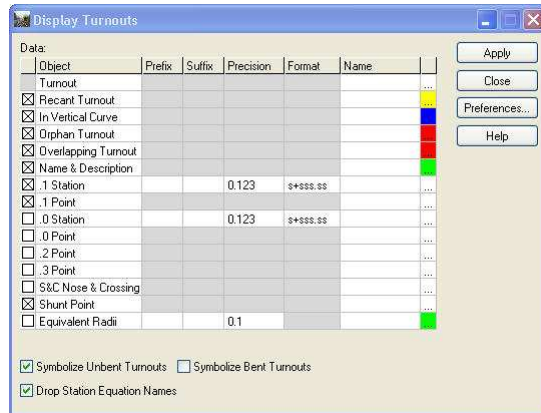 Display Turnouts
Data:
Object Prefix Suffix Precision Format Name
Turnout ...
Recant Turnout ...
In Vertical Curve ...
Orphan Turnout ...
Overlapping Turnout ...
Name & Description ...
.1 Station 0.123 s+sss.ss ...
.1 Point ...
.0 Station 0.123 s+sss.ss ...
.0 Point ...
.2 Point ...
.3 Point ...
S&C Nose & Crossing ...
Shunt Point ...
Equivalent Radii 0.1 ...
Symbolize Unbent Turnouts Symbolize Bent Turnouts
Drop Station Equation Names
Apply
Close
Preferences...
Help